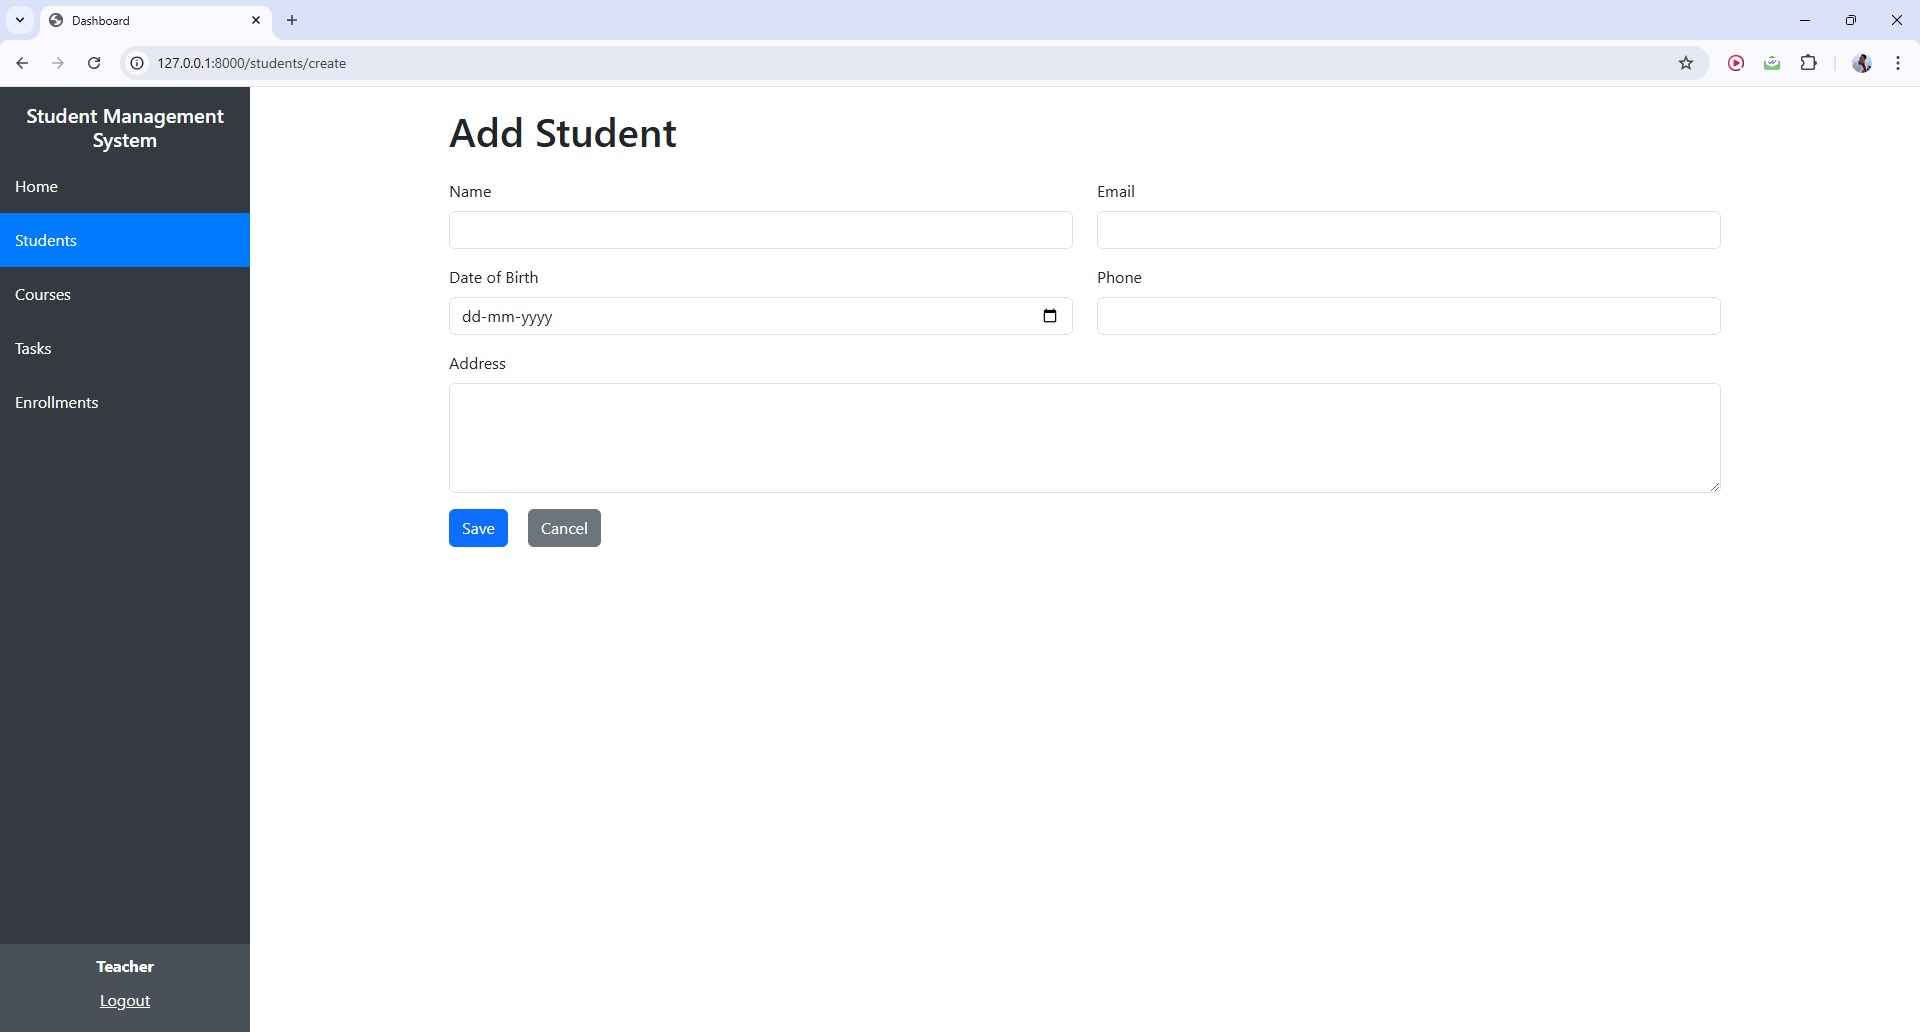 Dashboard
127.0.0.1:8000/students/create
Student Management
System
Home
Students
Courses
Tasks
Enrollments
Teacher
Logout
Add Student
Name
Email
Date of Birth
Phone
dd-mm-yyyy
Address
Save
Cancel